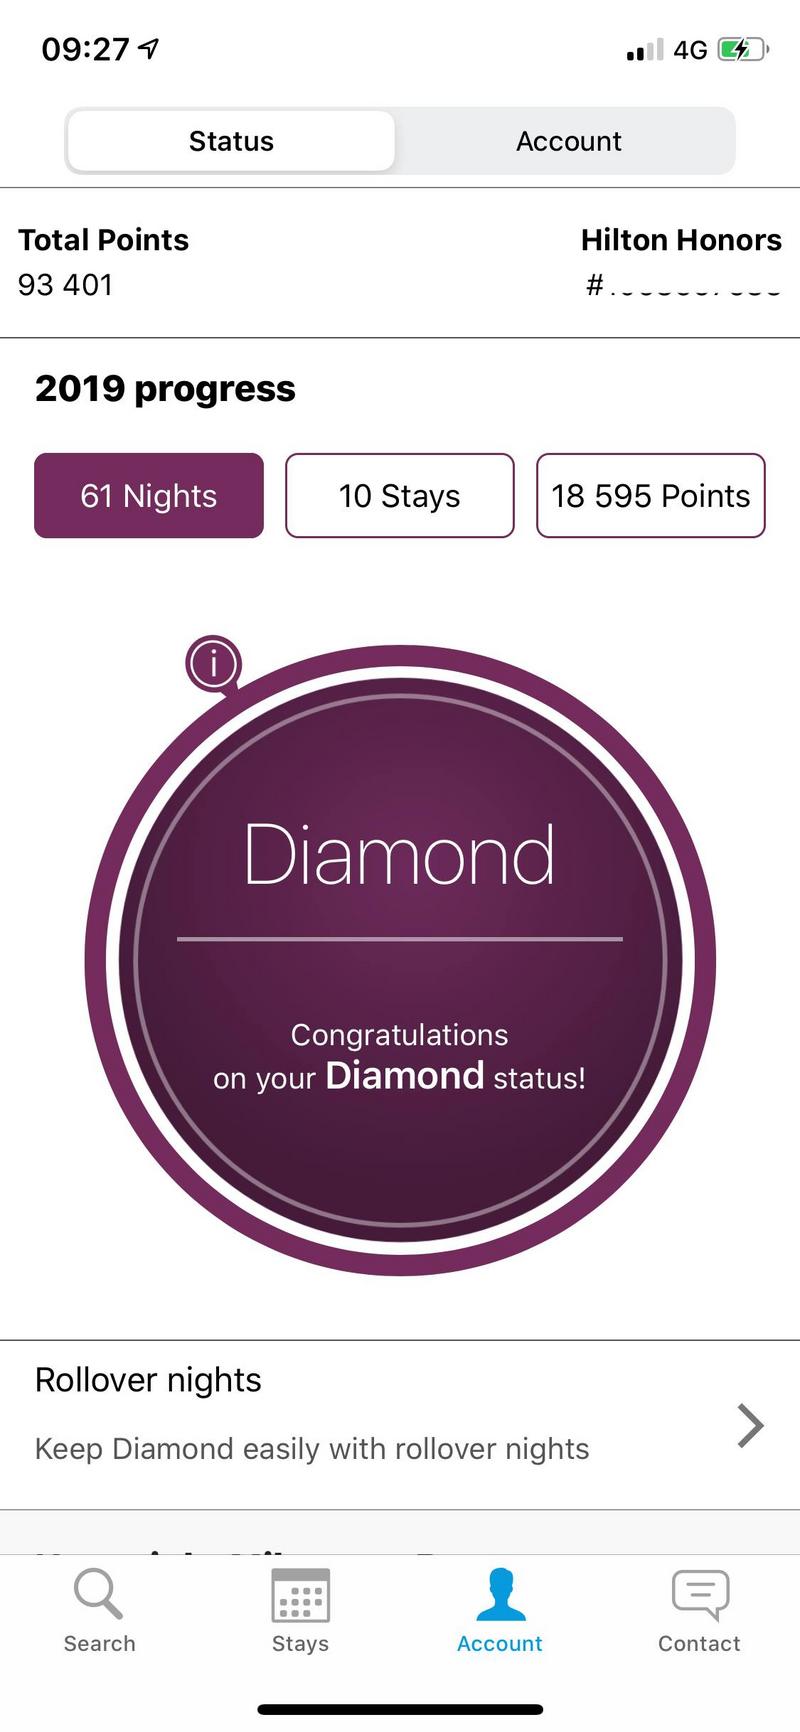 09:27
4G
Status
Account
Total Points
Hilton Honors
93 401
#
2019 progress
61 Nights
10 Stays
18 595 Points
i
Diamond
Congratulations
on your Diamond status!
Rollover nights
Keep Diamond easily with rollover nights
Search
Stays
Account
Contact